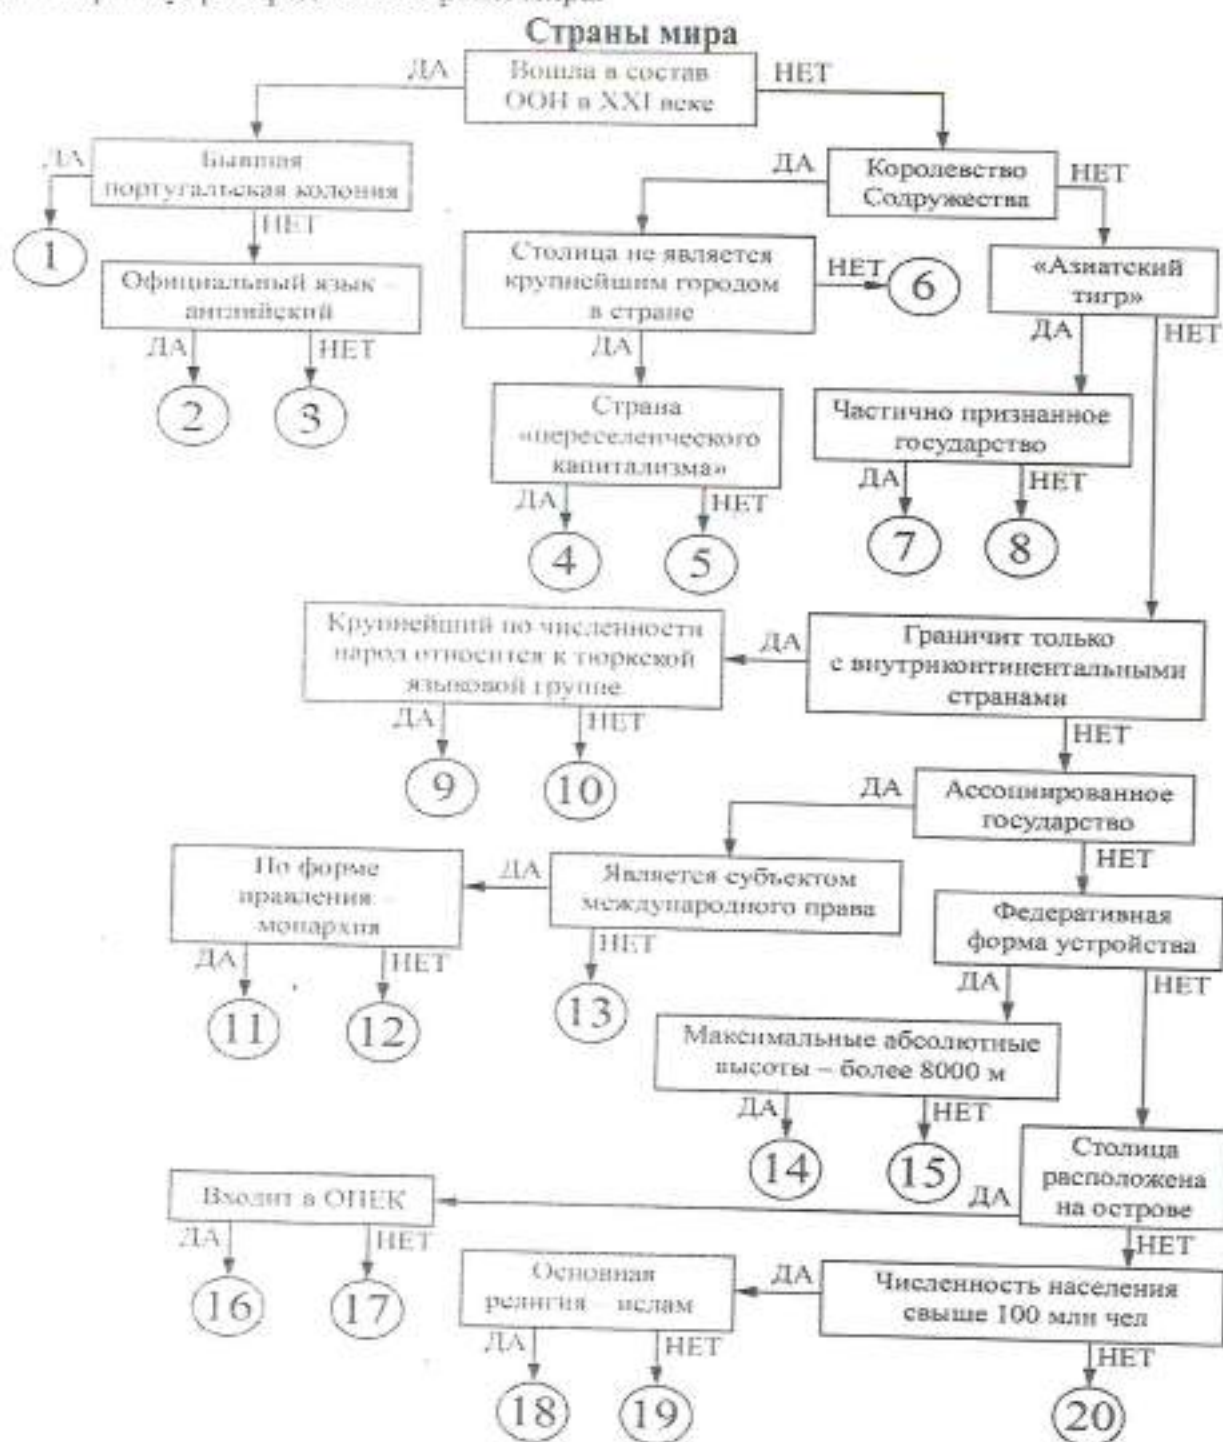 Страны мира
Вошла в состав
ООН в XXI веке
ДА
НЕТ
Бывшая
португальская колония
ДА
НЕТ
1
Официальный язык –
английский
ДА
НЕТ
2
3
Королевство
Содружества
ДА
НЕТ
Столица не является
крупнейшим городом
в стране
НЕТ
6
ДА
Страна
«переселенческого
капитализма»
ДА
НЕТ
4
5
«Азиатский
тигр»
ДА
НЕТ
Частично признанное
государство
ДА
НЕТ
7
8
Граничит только
с внутриконтинентальными
странами
ДА
НЕТ
Крупнейший по численности
народ относится к тюркской
языковой группе
ДА
НЕТ
9
10
Ассоциированное
государство
ДА
НЕТ
Является субъектом
международного права
ДА
НЕТ
13
По форме
правления –
монархия
ДА
НЕТ
11
12
Федеративная
форма устройства
ДА
НЕТ
Максимальные абсолютные
высоты – более 8000 м
ДА
НЕТ
14
15
Столица
расположена
на острове
ДА
НЕТ
Входит в ОПЕК
ДА
НЕТ
16
17
Численность населения
свыше 100 млн чел
ДА
НЕТ
20
Основная
религия – ислам
ДА
НЕТ
18
19